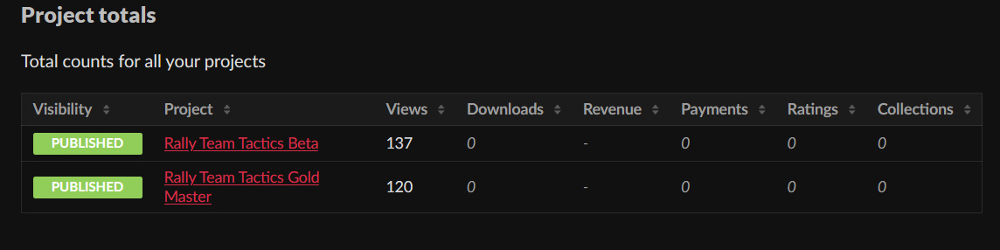 Project totals
Total counts for all your projects
Visibility Project Views Downloads Revenue Payments Ratings Collections
PUBLISHED Rally Team Tactics Beta 137 0 - 0 0 0
PUBLISHED Rally Team Tactics Gold Master 120 0 - 0 0 0